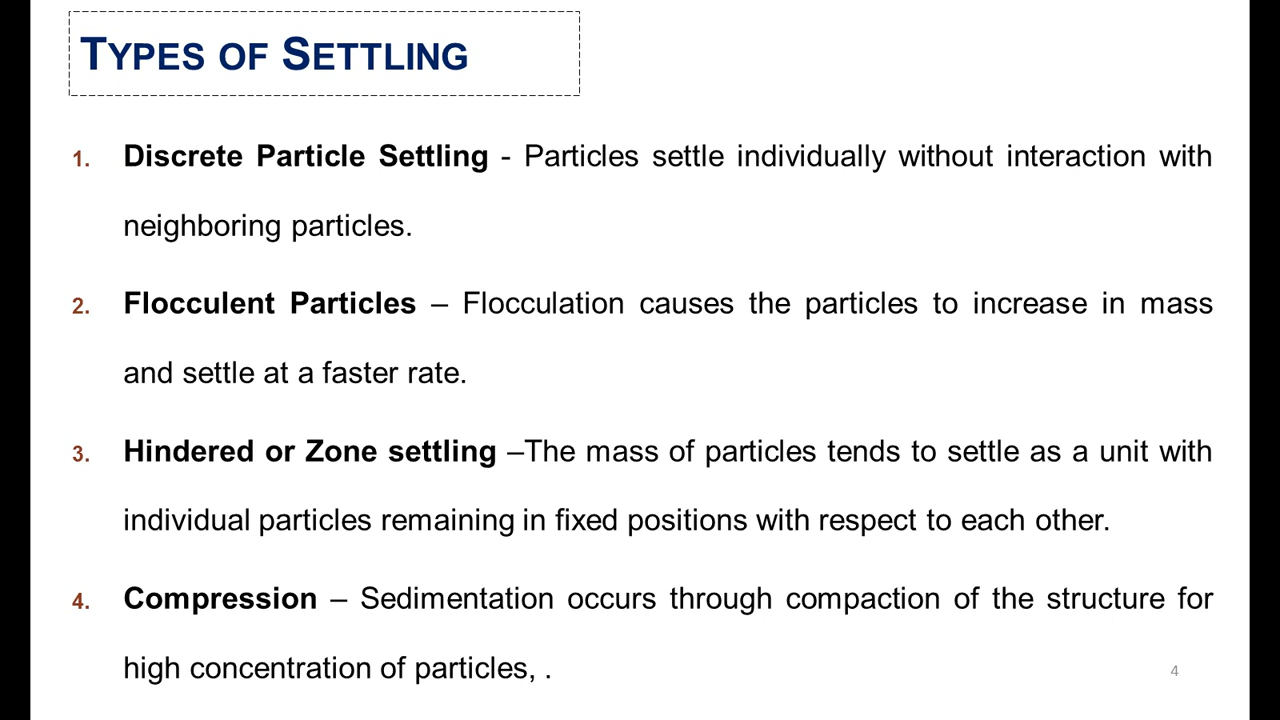 TYPES OF SETTLING
1. Discrete Particle Settling - Particles settle individually without interaction with
neighboring particles.
2. Flocculent Particles – Flocculation causes the particles to increase in mass
and settle at a faster rate.
3. Hindered or Zone settling –The mass of particles tends to settle as a unit with
individual particles remaining in fixed positions with respect to each other.
4. Compression – Sedimentation occurs through compaction of the structure for
high concentration of particles, .
4